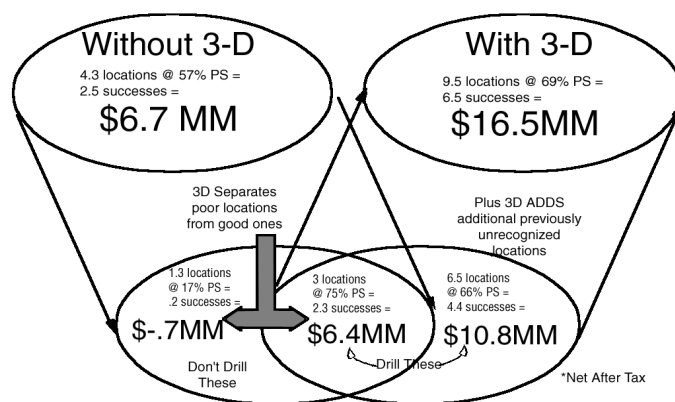 Without 3-D
4.3 locations @ 57% PS =
2.5 successes =
$6.7 MM
With 3-D
9.5 locations @ 69% PS =
6.5 successes =
$16.5MM
3D Separates
poor locations
from good ones
Plus 3D ADDS
additional previously
unrecognized
locations
1.3 locations
@ 17% PS =
.2 successes =
$-.7MM
Don't Drill
These
3 locations
@ 75% PS =
2.3 successes =
$6.4MM
6.5 locations
@ 66% PS =
4.4 successes =
$10.8MM
Drill These
*Net After Tax